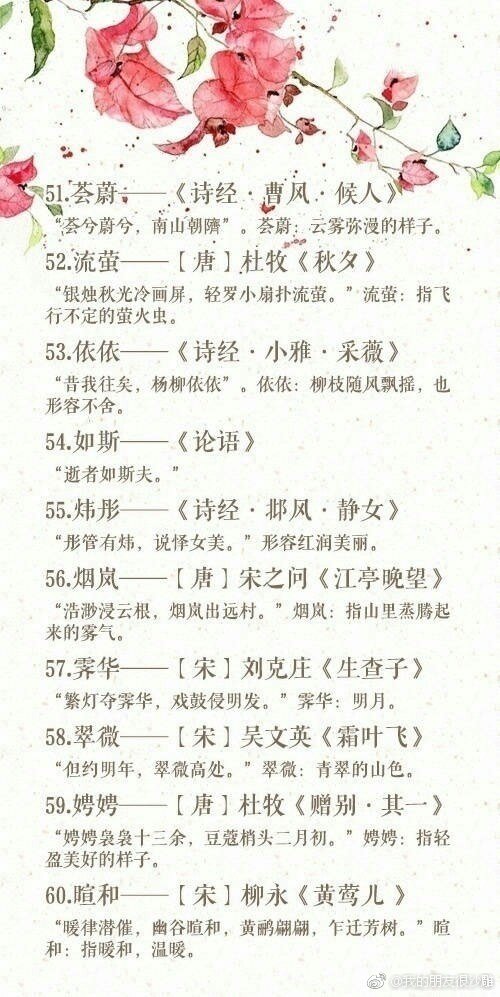 51.荟蔚——《诗经·曹风·候人》
“荟兮蔚兮，南山朝隮”。荟蔚：云雾弥漫的样子。
52.流萤——［唐］杜牧《秋夕》
“银烛秋光冷画屏，轻罗小扇扑流萤。”流萤：指飞
行不定的萤火虫。
53.依依——《诗经·小雅·采薇》
“昔我往矣，杨柳依依”。依依：柳枝随风飘摇，也
形容不舍。
54.如斯——《论语》
“逝者如斯夫。”
55.炜彤——《诗经·邶风·静女》
“彤管有炜，说怿女美。”形容红润美丽。
56.烟岚——［唐］宋之问《江亭晚望》
“浩渺浸云根，烟岚出远村。”烟岚：指山里蒸腾起
来的雾气。
57.霁华——［宋］刘克庄《生查子》
“繁灯夺霁华，戏鼓侵明发。”霁华：明月。
58.翠微——［宋］吴文英《霜叶飞》
“但约明年，翠微高处。”翠微：青翠的山色。
59.娉娉——［唐］杜牧《赠别·其一》
“娉娉袅袅十三余，豆蔻梢头二月初。”娉娉：指轻
盈美好的样子。
60.暄和——［宋］柳永《黄莺儿 》
“暖律潜催，幽谷暄和，黄鹂翩翩，乍迁芳树。”暄
和：指暖和，温暖。
@我的朋友很少